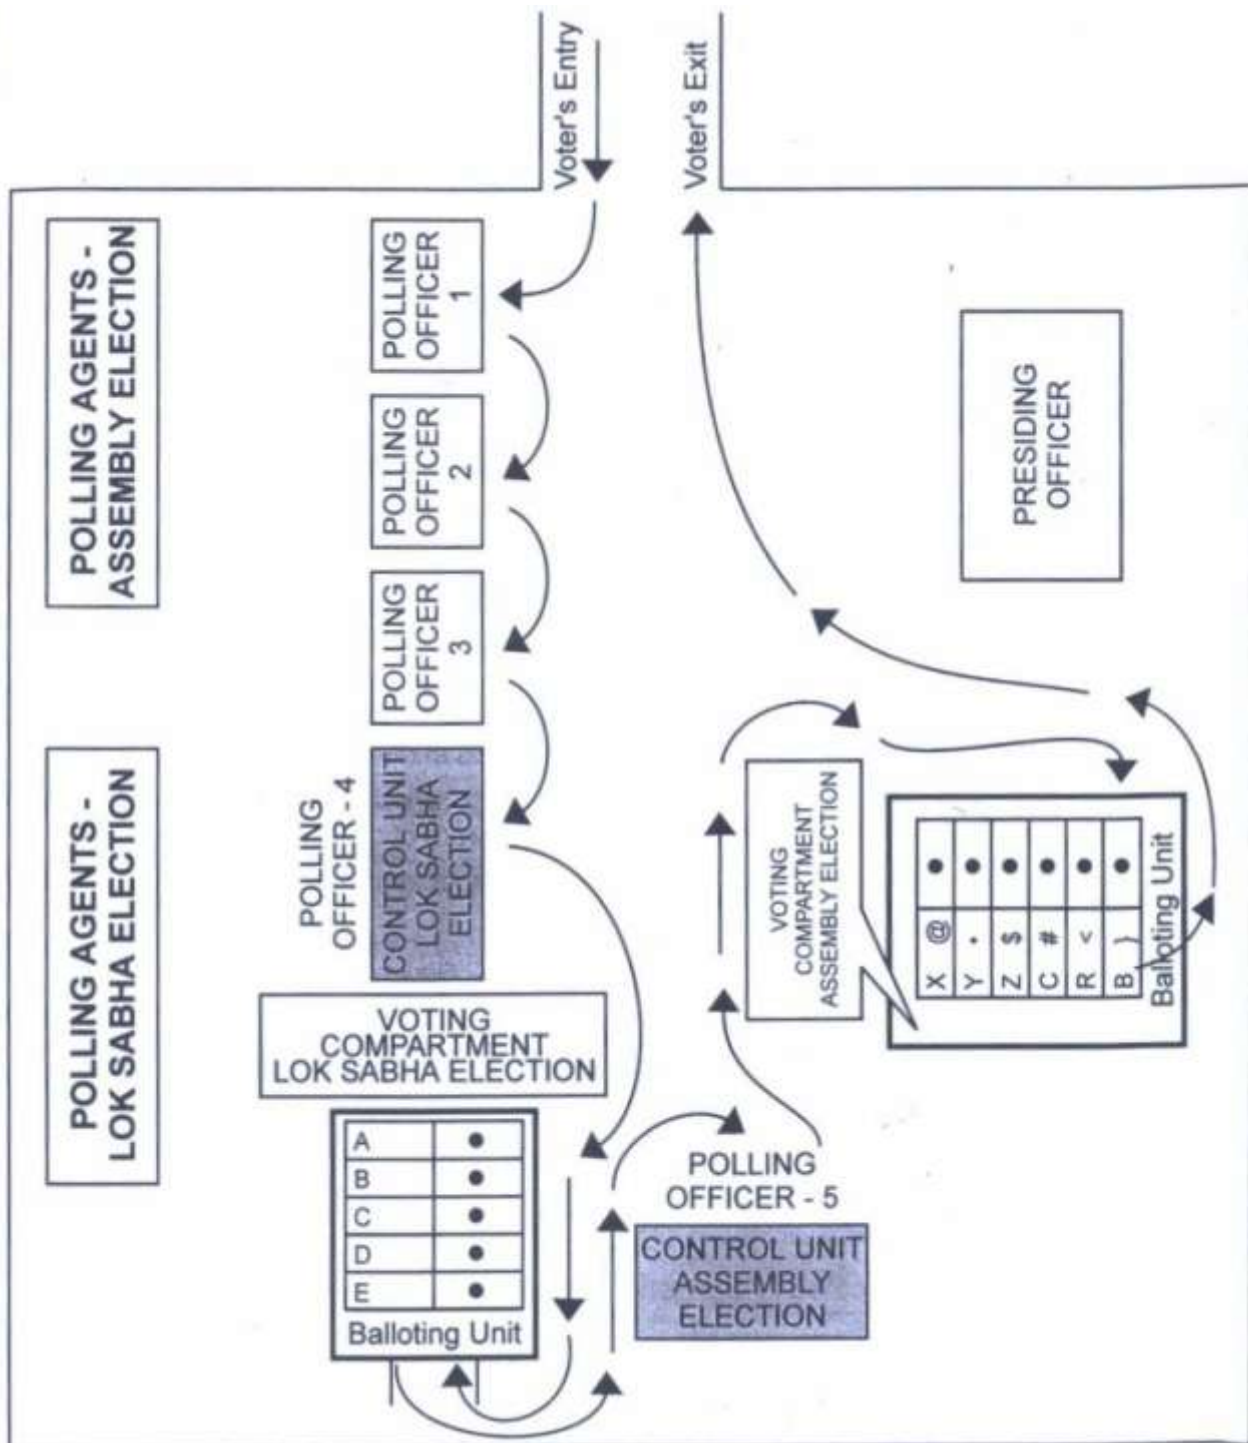 Voter's Entry
Voter's Exit
POLLING AGENTS -
ASSEMBLY ELECTION
POLLING
OFFICER
1
POLLING
OFFICER
2
POLLING
OFFICER
3
PRESIDING
OFFICER
POLLING AGENTS -
LOK SABHA ELECTION
POLLING
OFFICER - 4
CONTROL UNIT
LOK SABHA
ELECTION
VOTING
COMPARTMENT
LOK SABHA ELECTION
A
B
C
D
E
Balloting Unit
POLLING
OFFICER - 5
CONTROL UNIT
ASSEMBLY
ELECTION
VOTING
COMPARTMENT
ASSEMBLY ELECTION
X @
Y •
Z $
C #
R <
B }
Balloting Unit